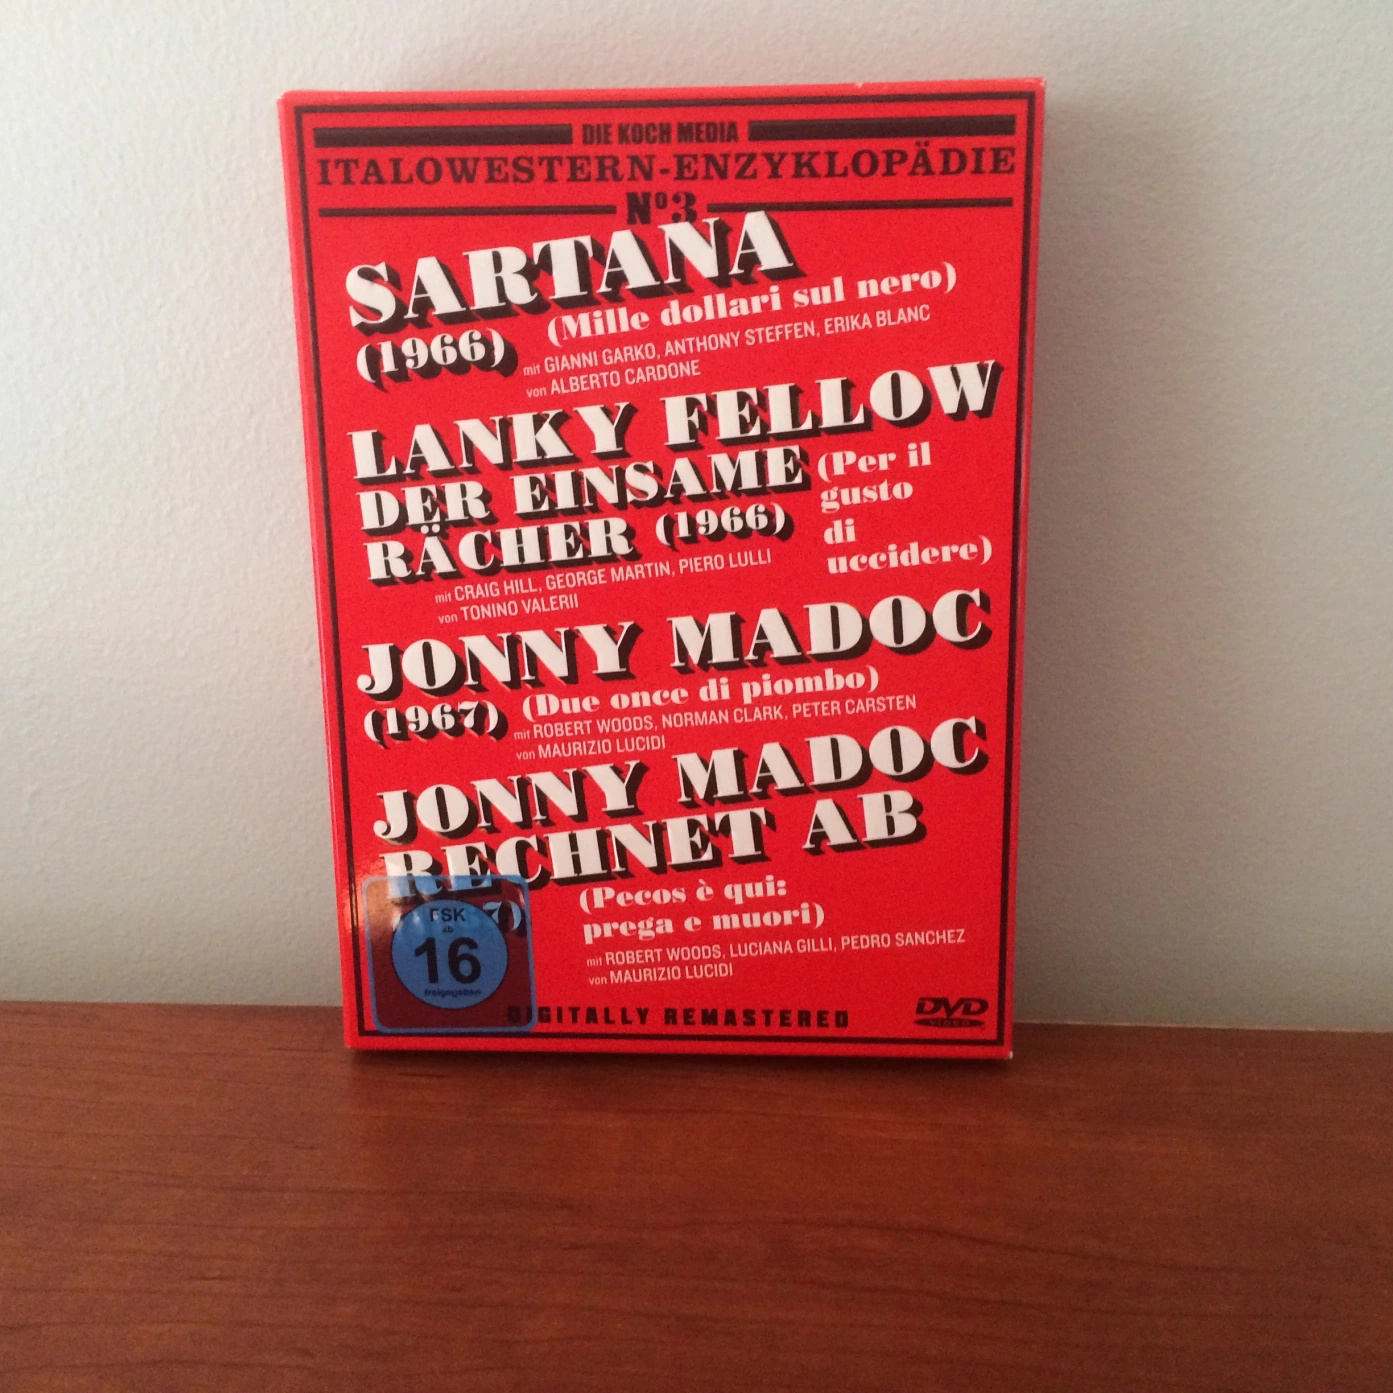 DIE KOCH MEDIA
ITALOWESTERN-ENZYKLOPÄDIE
Nº3
SARTANA
(Mille dollari sul nero)
(1966)
mit GIANNI GARKO, ANTHONY STEFFEN, ERIKA BLANC
von ALBERTO CARDONE
LANKY FELLOW
DER EINSAME
RÄCHER (1966)
(Per il
gusto
di
uccidere)
mit CRAIG HILL, GEORGE MARTIN, PIERO LULLI
von TONINO VALERII
JONNY MADOC
(1967) (Due once di piombo)
mit ROBERT WOODS, NORMAN CLARK, PETER CARSTEN
von MAURIZIO LUCIDI
JONNY MADOC
RECHNET AB
(Pecos è qui:
prega e muori)
mit ROBERT WOODS, LUCIANA GILLI, PEDRO SANCHEZ
von MAURIZIO LUCIDI
FSK
ab
16
freigegeben
DIGITALLY REMASTERED
DVD
VIDEO